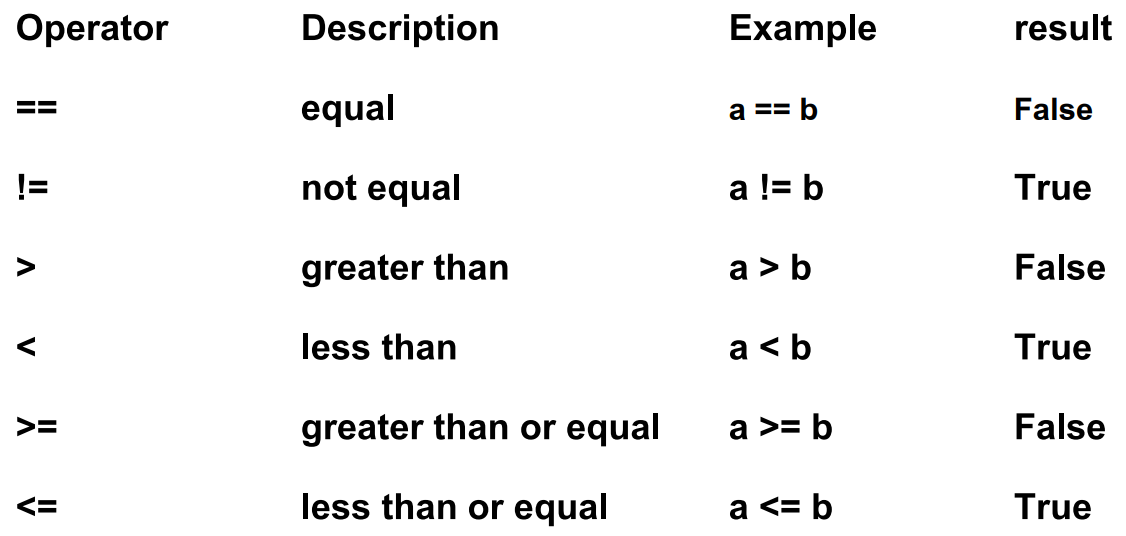 Operator Description Example result
== equal a == b False
!= not equal a != b True
> greater than a > b False
< less than a < b True
>= greater than or equal a >= b False
<= less than or equal a <= b True